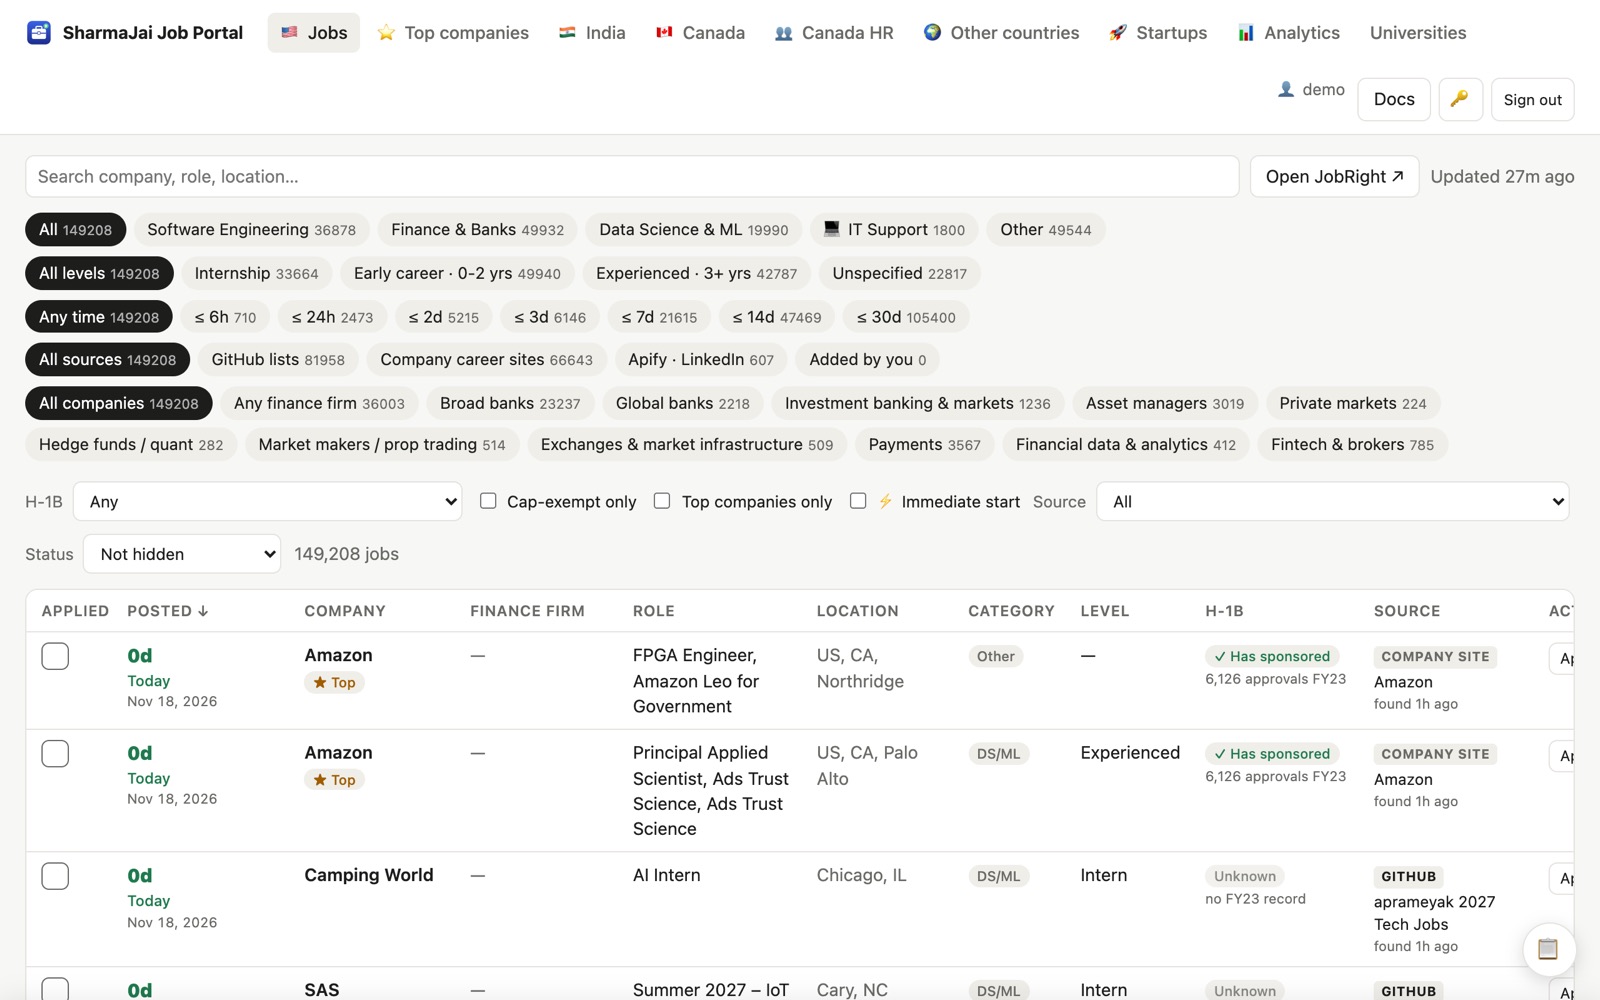 SharmaJai Job Portal Jobs Top companies India Canada Canada HR Other countries Startups Analytics Universities
demo Docs Sign out
Search company, role, location... Open JobRight ↗ Updated 27m ago
All 149208 Software Engineering 36878 Finance & Banks 49932 Data Science & ML 19990 IT Support 1800 Other 49544
All levels 149208 Internship 33664 Early career · 0-2 yrs 49940 Experienced · 3+ yrs 42787 Unspecified 22817
Any time 149208 ≤ 6h 710 ≤ 24h 2473 ≤ 2d 5215 ≤ 3d 6146 ≤ 7d 21615 ≤ 14d 47469 ≤ 30d 105400
All sources 149208 GitHub lists 81958 Company career sites 66643 Apify · LinkedIn 607 Added by you 0
All companies 149208 Any finance firm 36003 Broad banks 23237 Global banks 2218 Investment banking & markets 1236 Asset managers 3019 Private markets 224
Hedge funds / quant 282 Market makers / prop trading 514 Exchanges & market infrastructure 509 Payments 3567 Financial data & analytics 412 Fintech & brokers 785
H-1B Any Cap-exempt only Top companies only ⚡ Immediate start Source All
Status Not hidden 149,208 jobs
APPLIED POSTED ↓ COMPANY FINANCE FIRM ROLE LOCATION CATEGORY LEVEL H-1B SOURCE
0d Amazon — FPGA Engineer, US, CA, Other — ✓ Has sponsored COMPANY SITE
Today ★ Top Amazon Leo for Northridge 6,126 approvals FY23 Amazon
Nov 18, 2026 Government found 1h ago
0d Amazon — Principal Applied US, CA, Palo DS/ML Experienced ✓ Has sponsored COMPANY SITE
Today ★ Top Scientist, Ads Trust Alto 6,126 approvals FY23 Amazon
Nov 18, 2026 Science, Ads Trust found 1h ago
Science
0d Camping World — AI Intern Chicago, IL DS/ML Intern Unknown GITHUB
Today no FY23 record aprameyak 2027
Nov 18, 2026 Tech Jobs
found 1h ago
0d SAS — Summer 2027 – IoT Cary, NC DS/ML Intern Unknown GITHUB